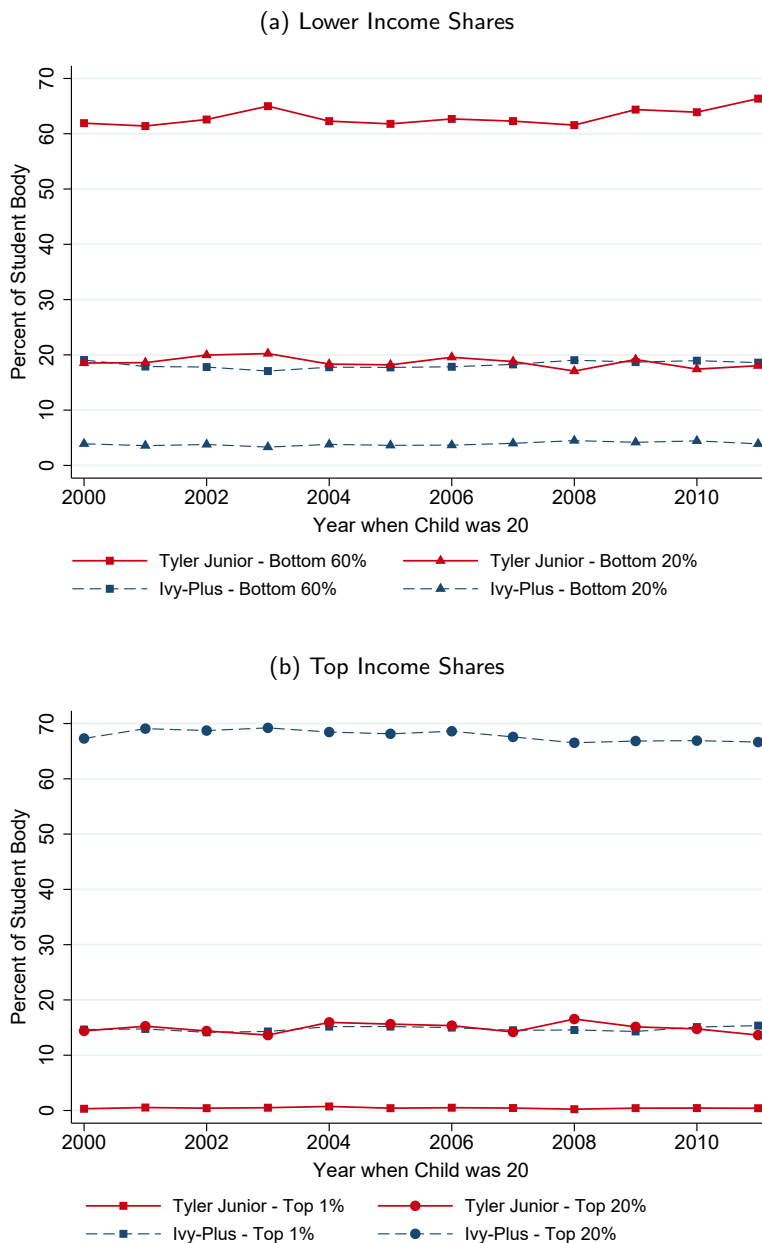 (a) Lower Income Shares
70
60
50
40
30
20
10
0
Percent of Student Body
2000 2002 2004 2006 2008 2010
Year when Child was 20
Tyler Junior - Bottom 60% Tyler Junior - Bottom 20%
Ivy-Plus - Bottom 60% Ivy-Plus - Bottom 20%
(b) Top Income Shares
70
60
50
40
30
20
10
0
Percent of Student Body
2000 2002 2004 2006 2008 2010
Year when Child was 20
Tyler Junior - Top 1% Tyler Junior - Top 20%
Ivy-Plus - Top 1% Ivy-Plus - Top 20%